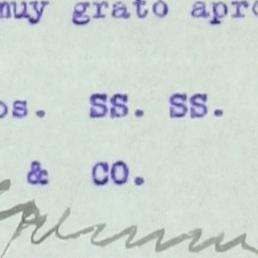 muy grato apro
os. SS. SS.
& CO.